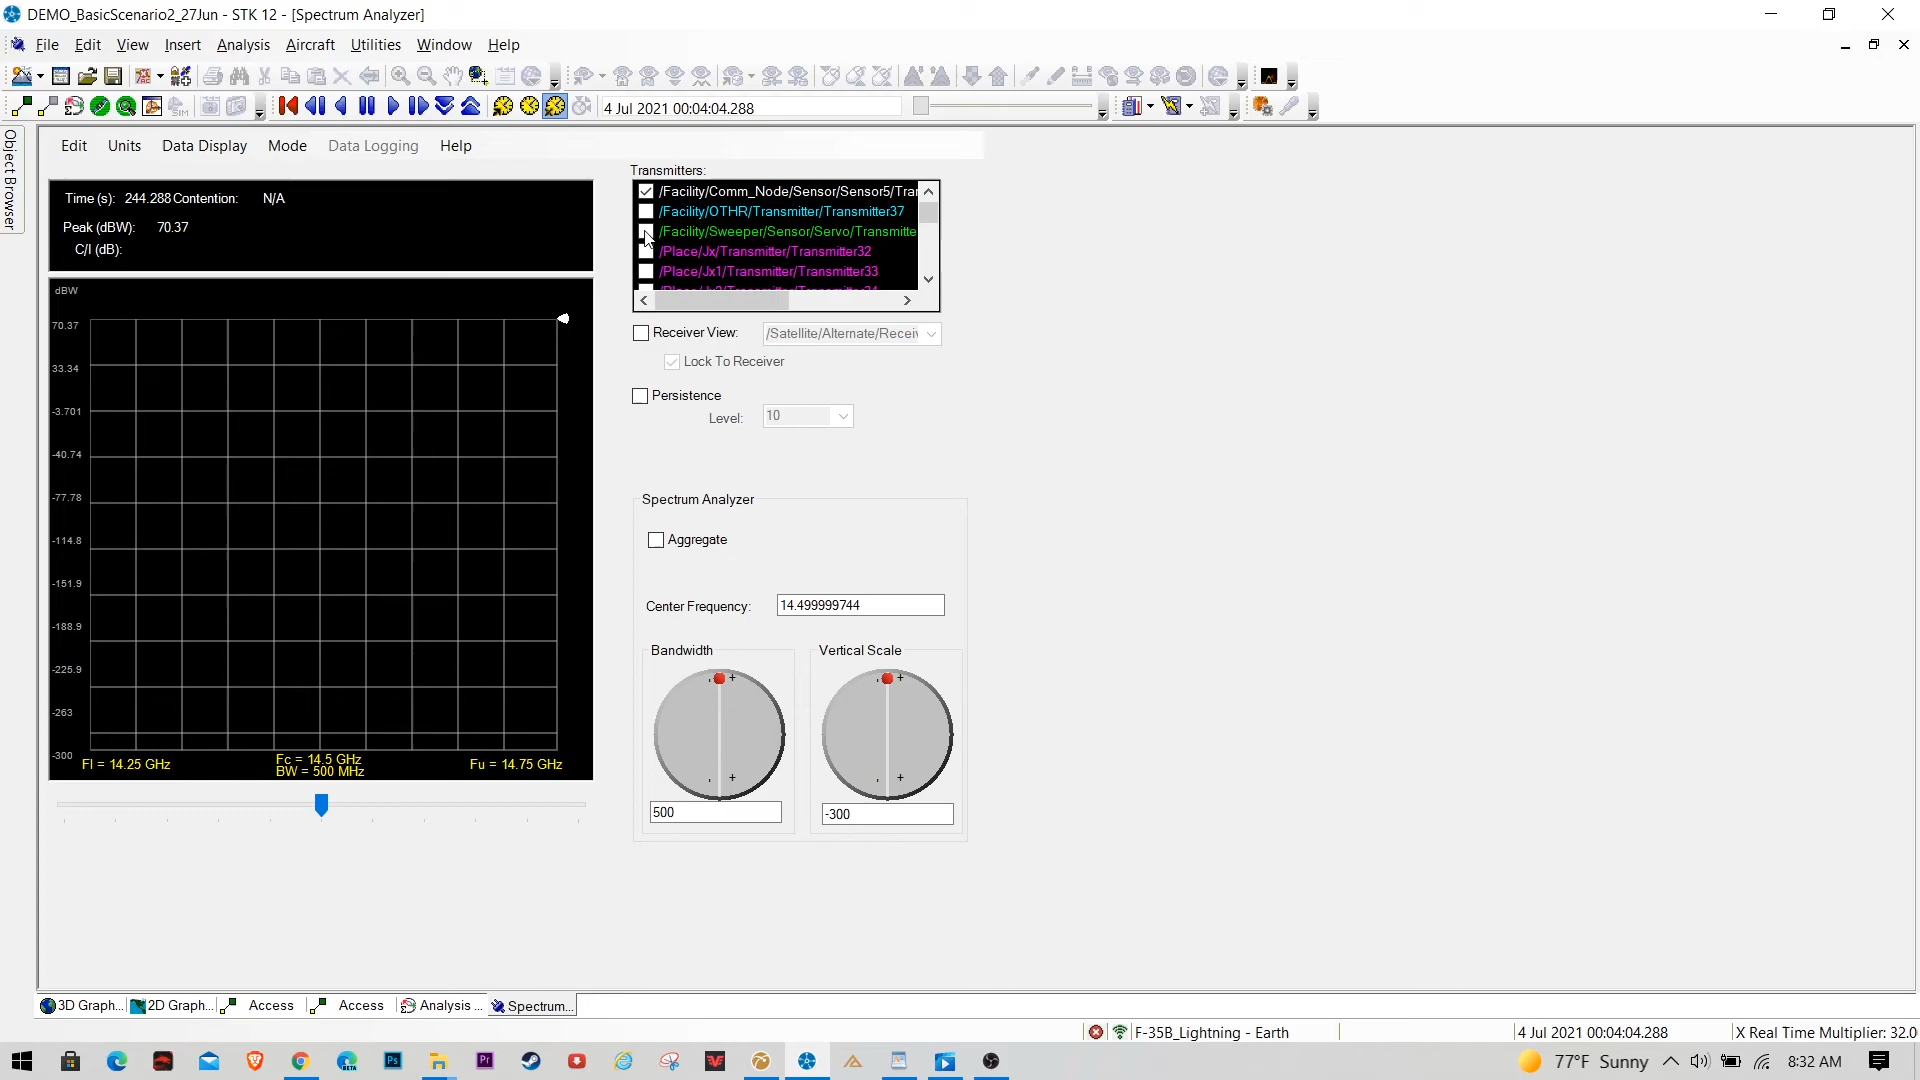 DEMO_BasicScenario2_27Jun - STK 12 - [Spectrum Analyzer]
File Edit View Insert Analysis Aircraft Utilities Window Help
4 Jul 2021 00:04:04.288
Object Browser
Edit Units Data Display Mode Data Logging Help
Transmitters:
Time (s): 244.288 Contention: N/A
Peak (dBW): 70.37
C/I (dB):
/Facility/Comm_Node/Sensor/Sensor5/Tran
/Facility/OTHR/Transmitter/Transmitter37
/Facility/Sweeper/Sensor/Servo/Transmitte
/Place/Jx/Transmitter/Transmitter32
/Place/Jx1/Transmitter/Transmitter33
Receiver View: /Satellite/Alternate/Receiv
Lock To Receiver
Persistence
Level: 10
dBW
70.37
33.34
-3.701
-40.74
-77.78
-114.8
-151.9
-188.9
-225.9
-263
-300
Fl = 14.25 GHz
Fc = 14.5 GHz
BW = 500 MHz
Fu = 14.75 GHz
Spectrum Analyzer
Aggregate
Center Frequency: 14.499999744
Bandwidth
- +
- +
500
Vertical Scale
- +
- +
-300
3D Graph... 2D Graph... Access Access Analysis ... Spectrum...
F-35B_Lightning - Earth 4 Jul 2021 00:04:04.288 X Real Time Multiplier: 32.0
77°F Sunny 8:32 AM